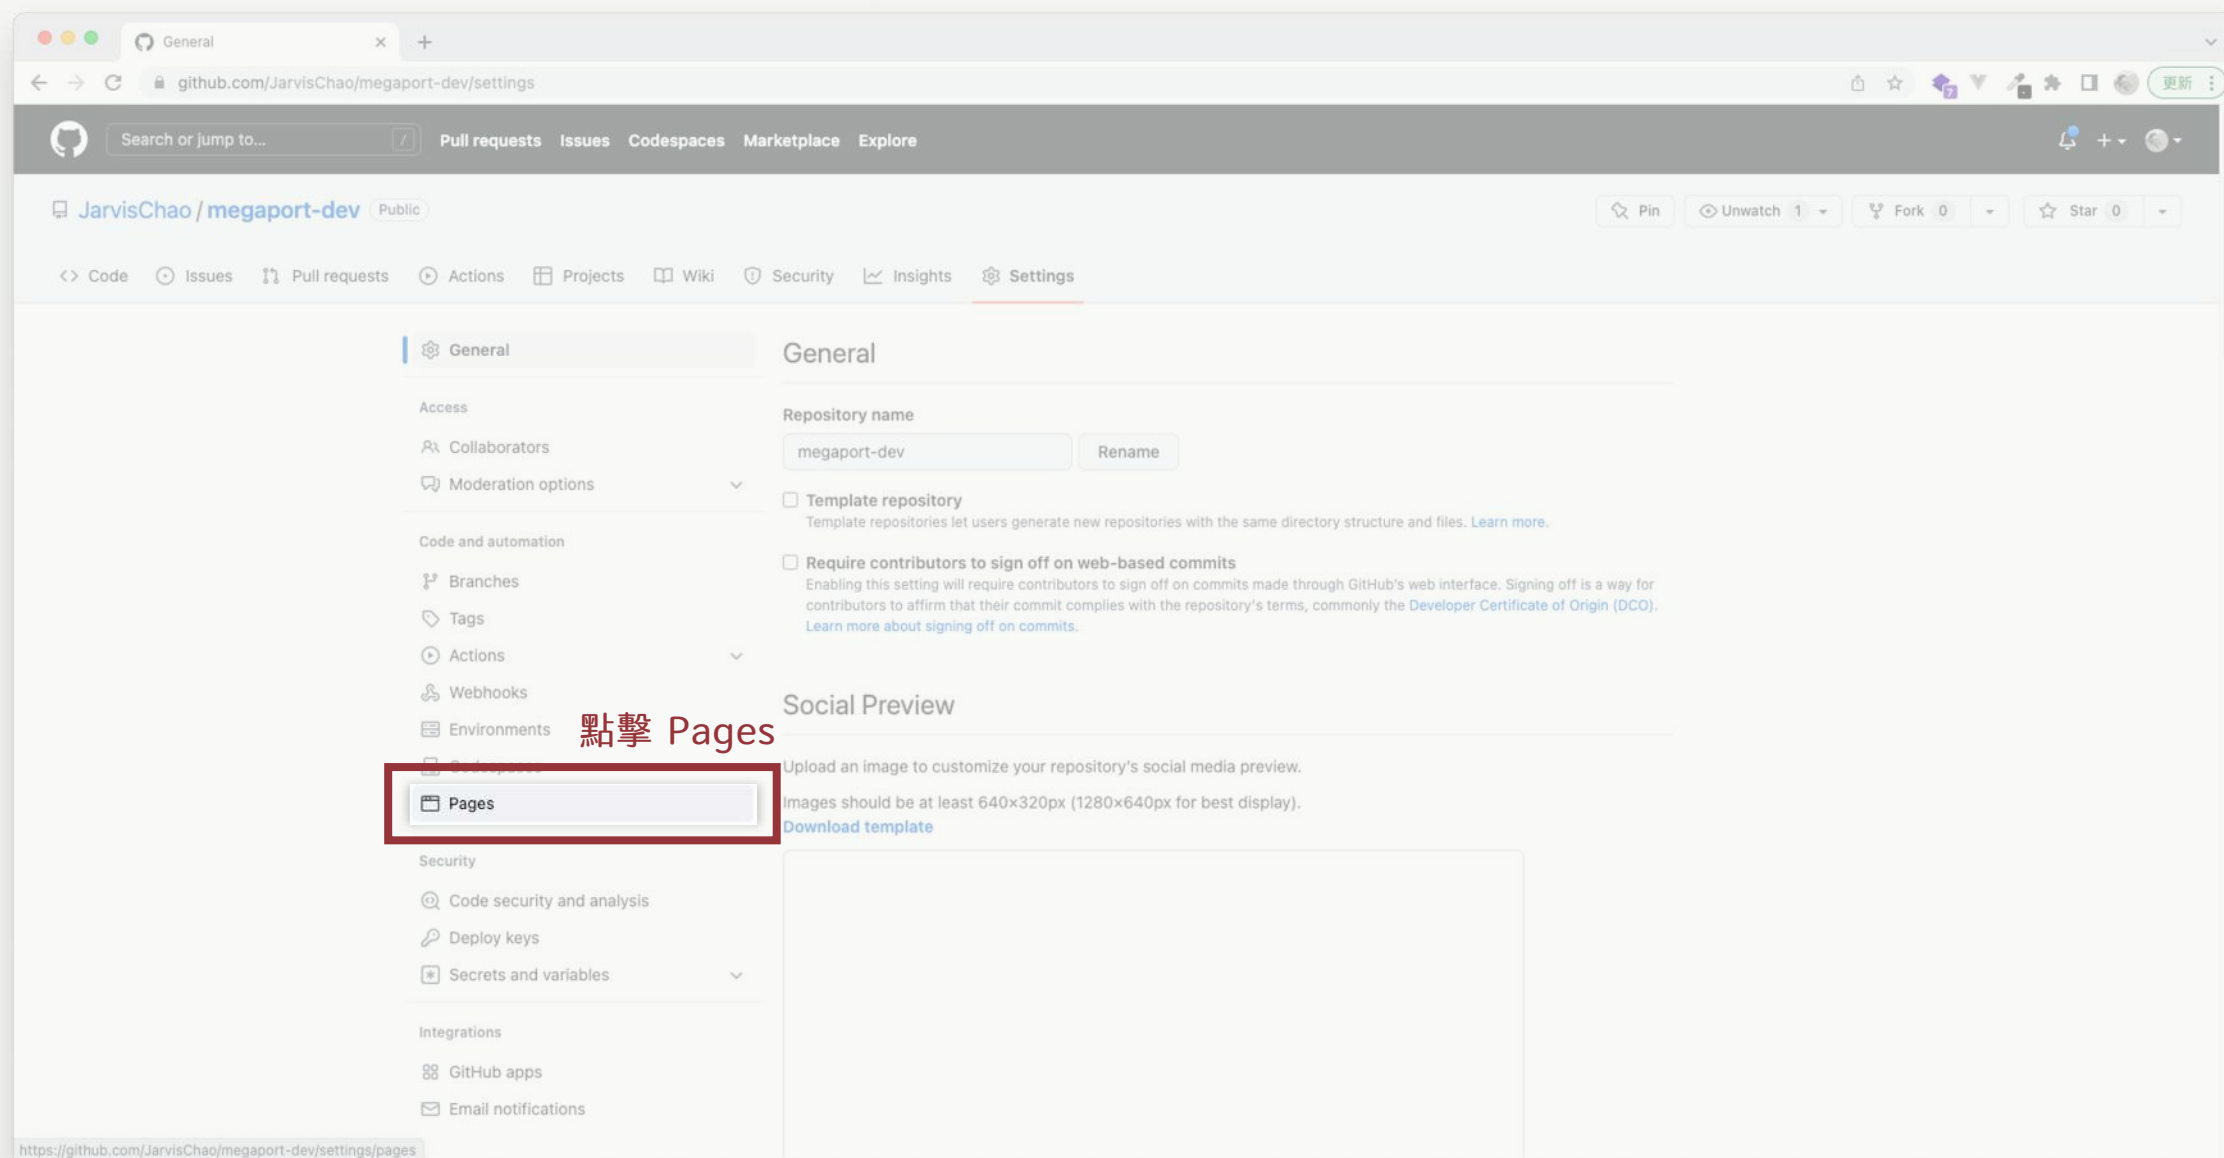 General
github.com/JarvisChao/megaport-dev/settings
7
更新
Search or jump to... /
Pull requests Issues Codespaces Marketplace Explore
JarvisChao / megaport-dev Public
Pin Unwatch 1 Fork 0 Star 0
Code Issues Pull requests Actions Projects Wiki Security Insights Settings
General
Access
Collaborators
Moderation options
Code and automation
Branches
Tags
Actions
Webhooks
Environments
點擊 Pages
Codespaces
Pages
Security
Code security and analysis
Deploy keys
Secrets and variables
Integrations
GitHub apps
Email notifications
General
Repository name
megaport-dev Rename
Template repository
Template repositories let users generate new repositories with the same directory structure and files. Learn more.
Require contributors to sign off on web-based commits
Enabling this setting will require contributors to sign off on commits made through GitHub's web interface. Signing off is a way for
contributors to affirm that their commit complies with the repository's terms, commonly the Developer Certificate of Origin (DCO).
Learn more about signing off on commits.
Social Preview
Upload an image to customize your repository's social media preview.
Images should be at least 640×320px (1280×640px for best display).
Download template
https://github.com/JarvisChao/megaport-dev/settings/pages